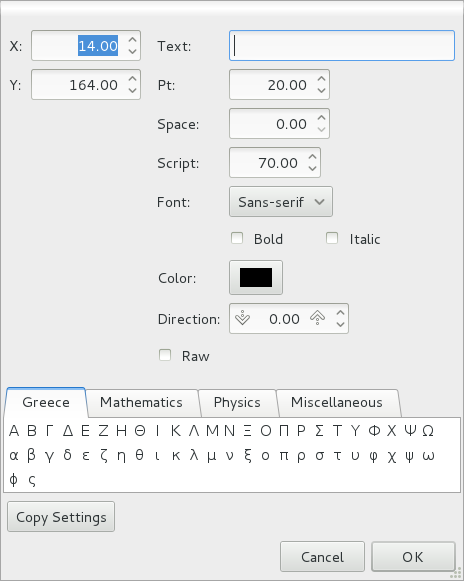 X: 14.00 Text:
Y: 164.00 Pt: 20.00
Space: 0.00
Script: 70.00
Font: Sans-serif
Bold Italic
Color:
Direction: 0.00
Raw
Greece Mathematics Physics Miscellaneous
Α Β Γ Δ Ε Ζ Η Θ Ι Κ Λ Μ Ν Ξ Ο Π Ρ Σ Τ Υ Φ Χ Ψ Ω
α β γ δ ε ζ η θ ι κ λ μ ν ξ ο π ρ σ τ υ φ χ ψ ω
ϕ ς
Copy Settings
Cancel OK